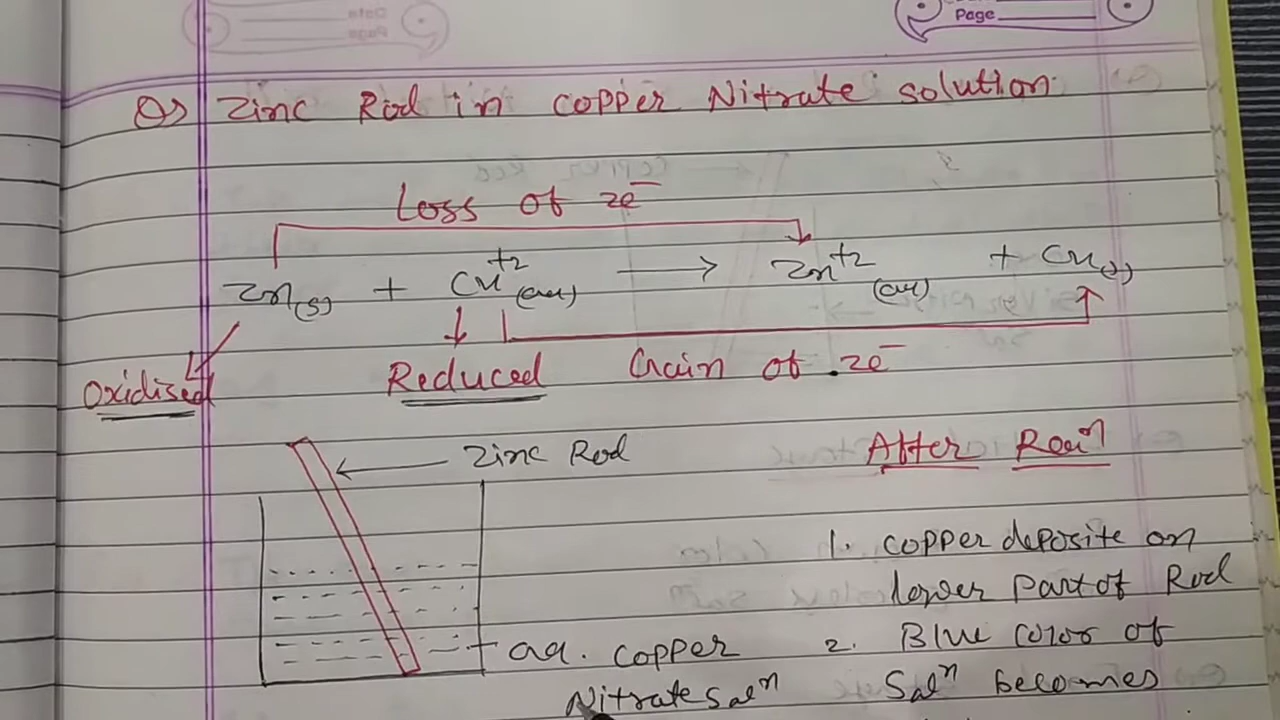 Page
Q) Zinc Rod in copper Nitrate solution
Loss of 2e⁻
Zn(s) + Cu⁺²(aq) ⟶ Zn⁺²(aq) + Cu(s)
Oxidised
Reduced
Gain of 2e⁻
Zinc Rod
aq. copper
Nitrate Solⁿ
After Reaⁿ
1. copper deposite on
lower part of Rod
2. Blue color of
Solⁿ becomes